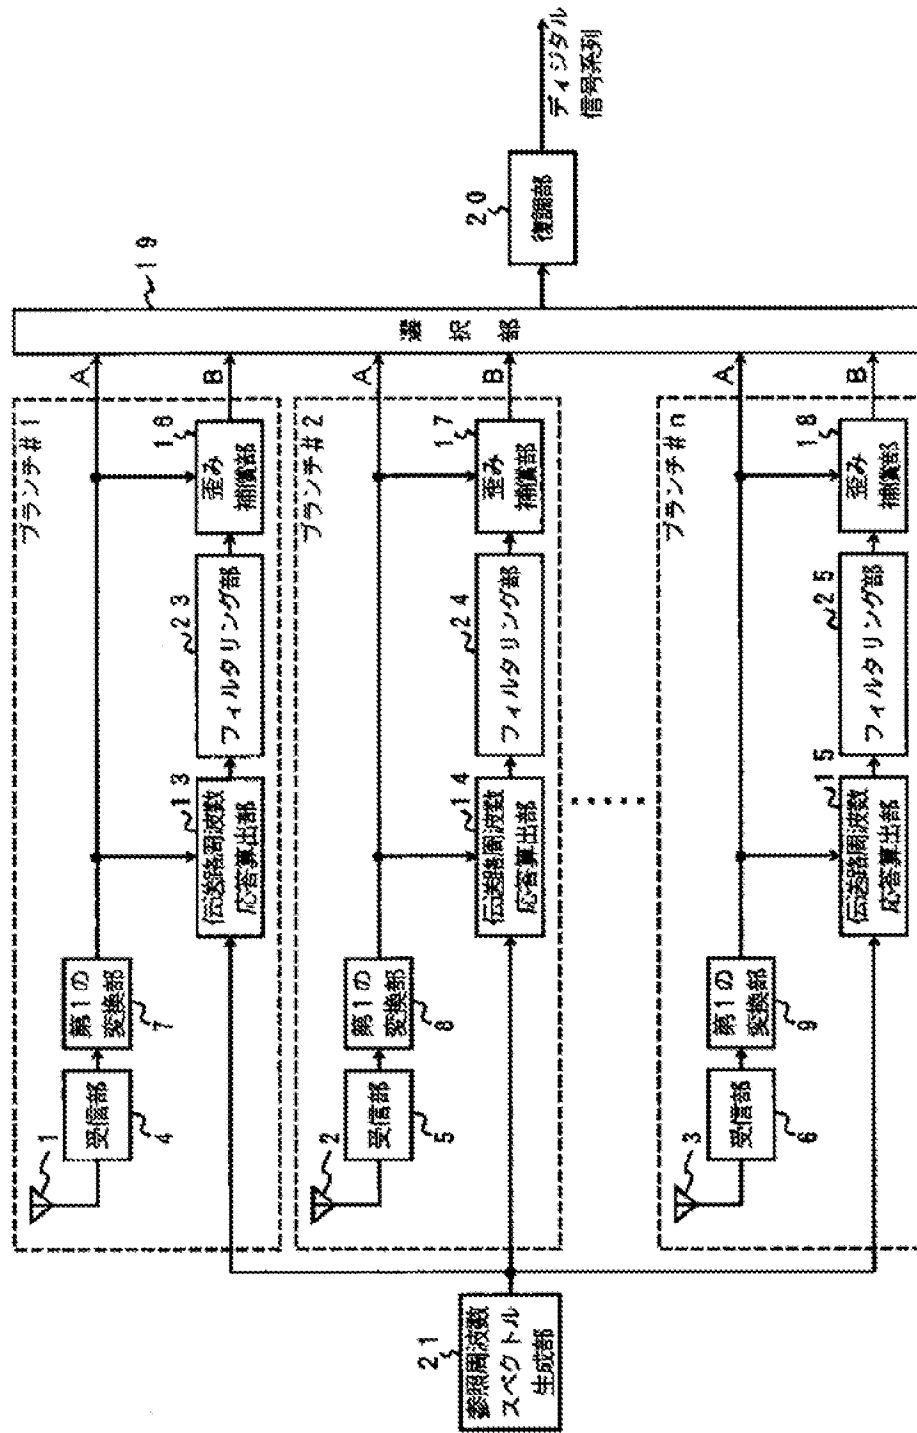 ブランチ#1
1
受信部
4
第1の
変換部
7
伝送路周波数
応答算出部
13
フィルタリング部
23
歪み
補償部
16
A
B
ブランチ#2
2
受信部
5
第1の
変換部
8
伝送路周波数
応答算出部
14
フィルタリング部
24
歪み
補償部
17
A
B
ブランチ#n
3
受信部
6
第1の
変換部
9
伝送路周波数
応答算出部
15
フィルタリング部
25
歪み
補償部
18
A
B
参照周波数
スペクトル
生成部
21
選択部
19
復調部
20
ディジタル
信号系列